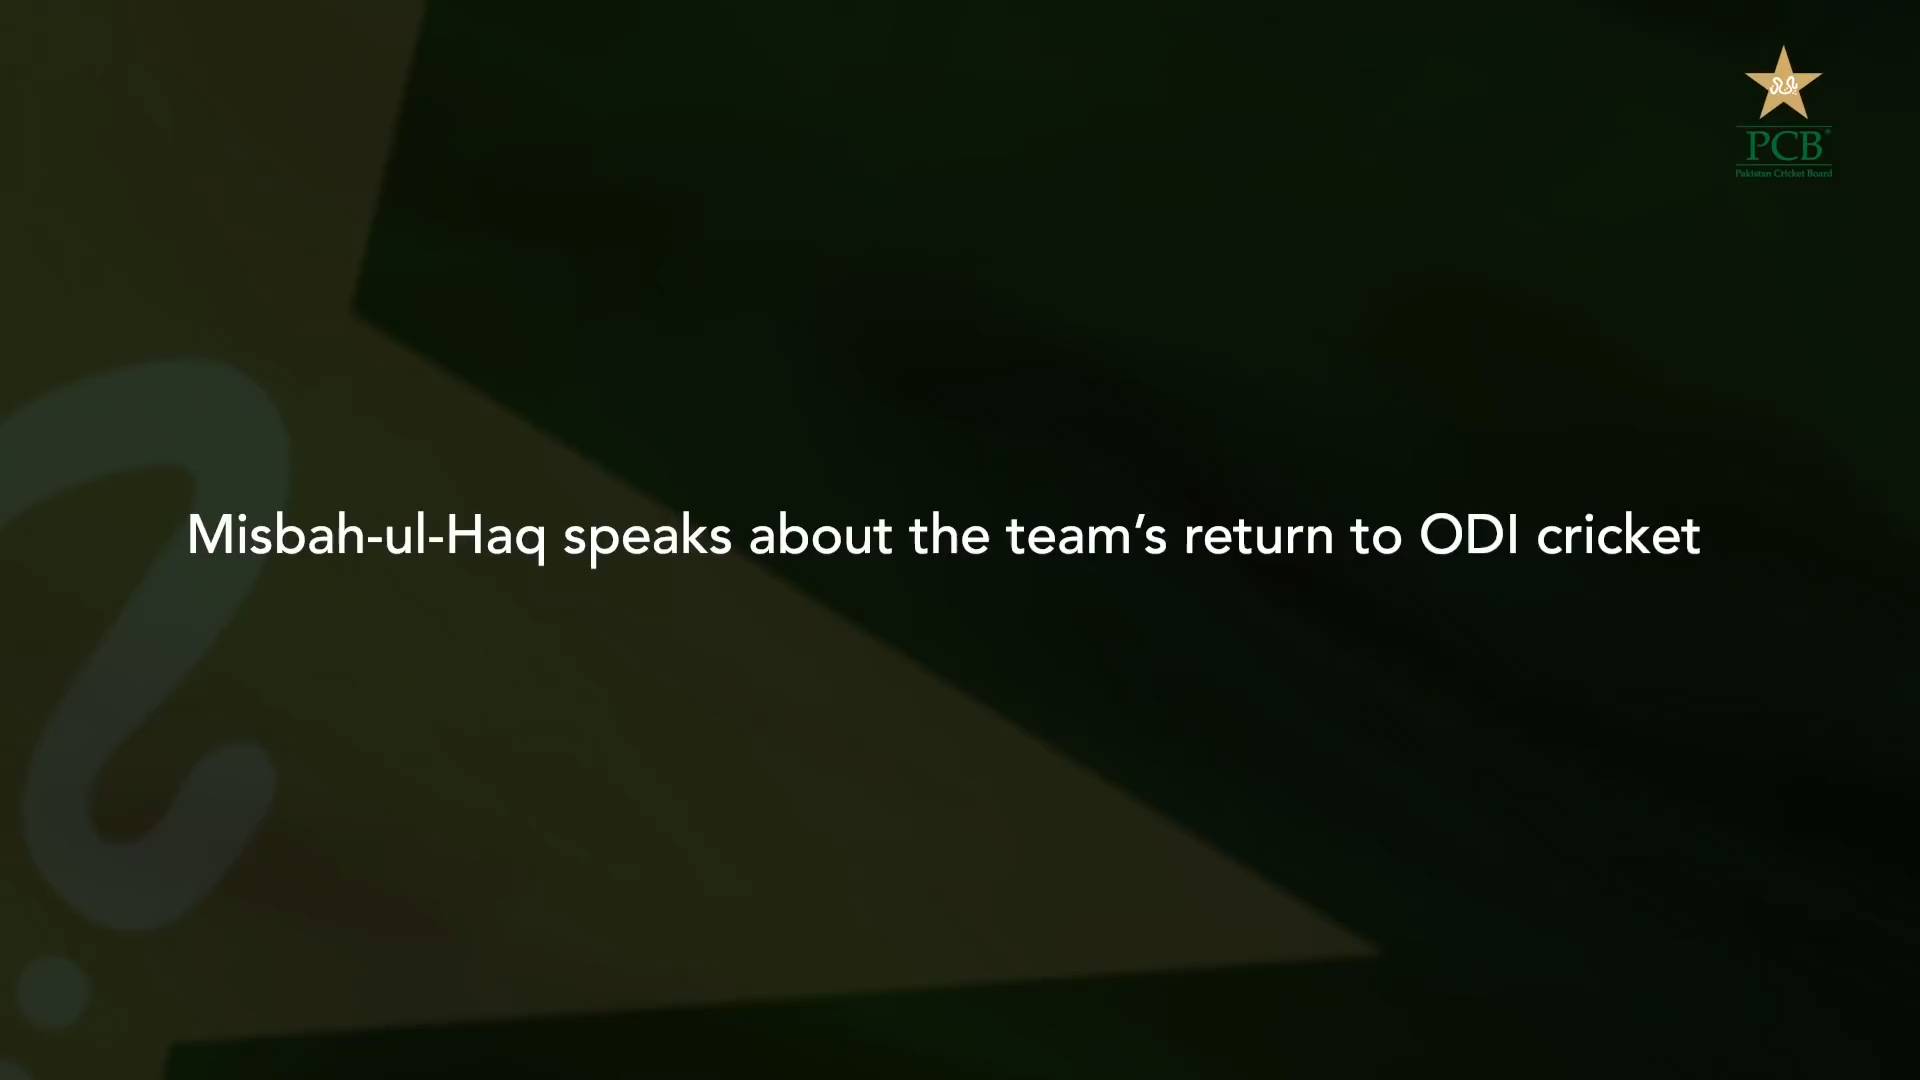 PCB
Pakistan Cricket Board
Misbah-ul-Haq speaks about the team's return to ODI cricket